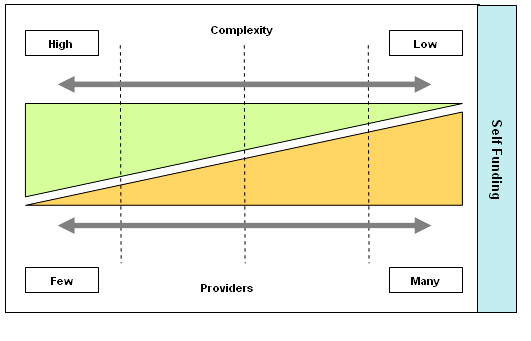 Complexity
High
Low
Self Funding
Few
Many
Providers